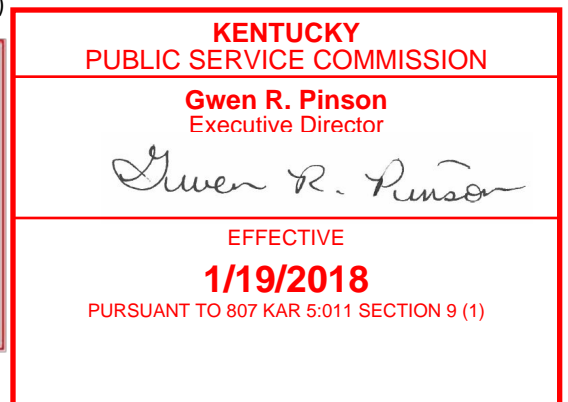 )
KENTUCKY
PUBLIC SERVICE COMMISSION
Gwen R. Pinson
Executive Director
Gwen R. Pinson
EFFECTIVE
1/19/2018
PURSUANT TO 807 KAR 5:011 SECTION 9 (1)